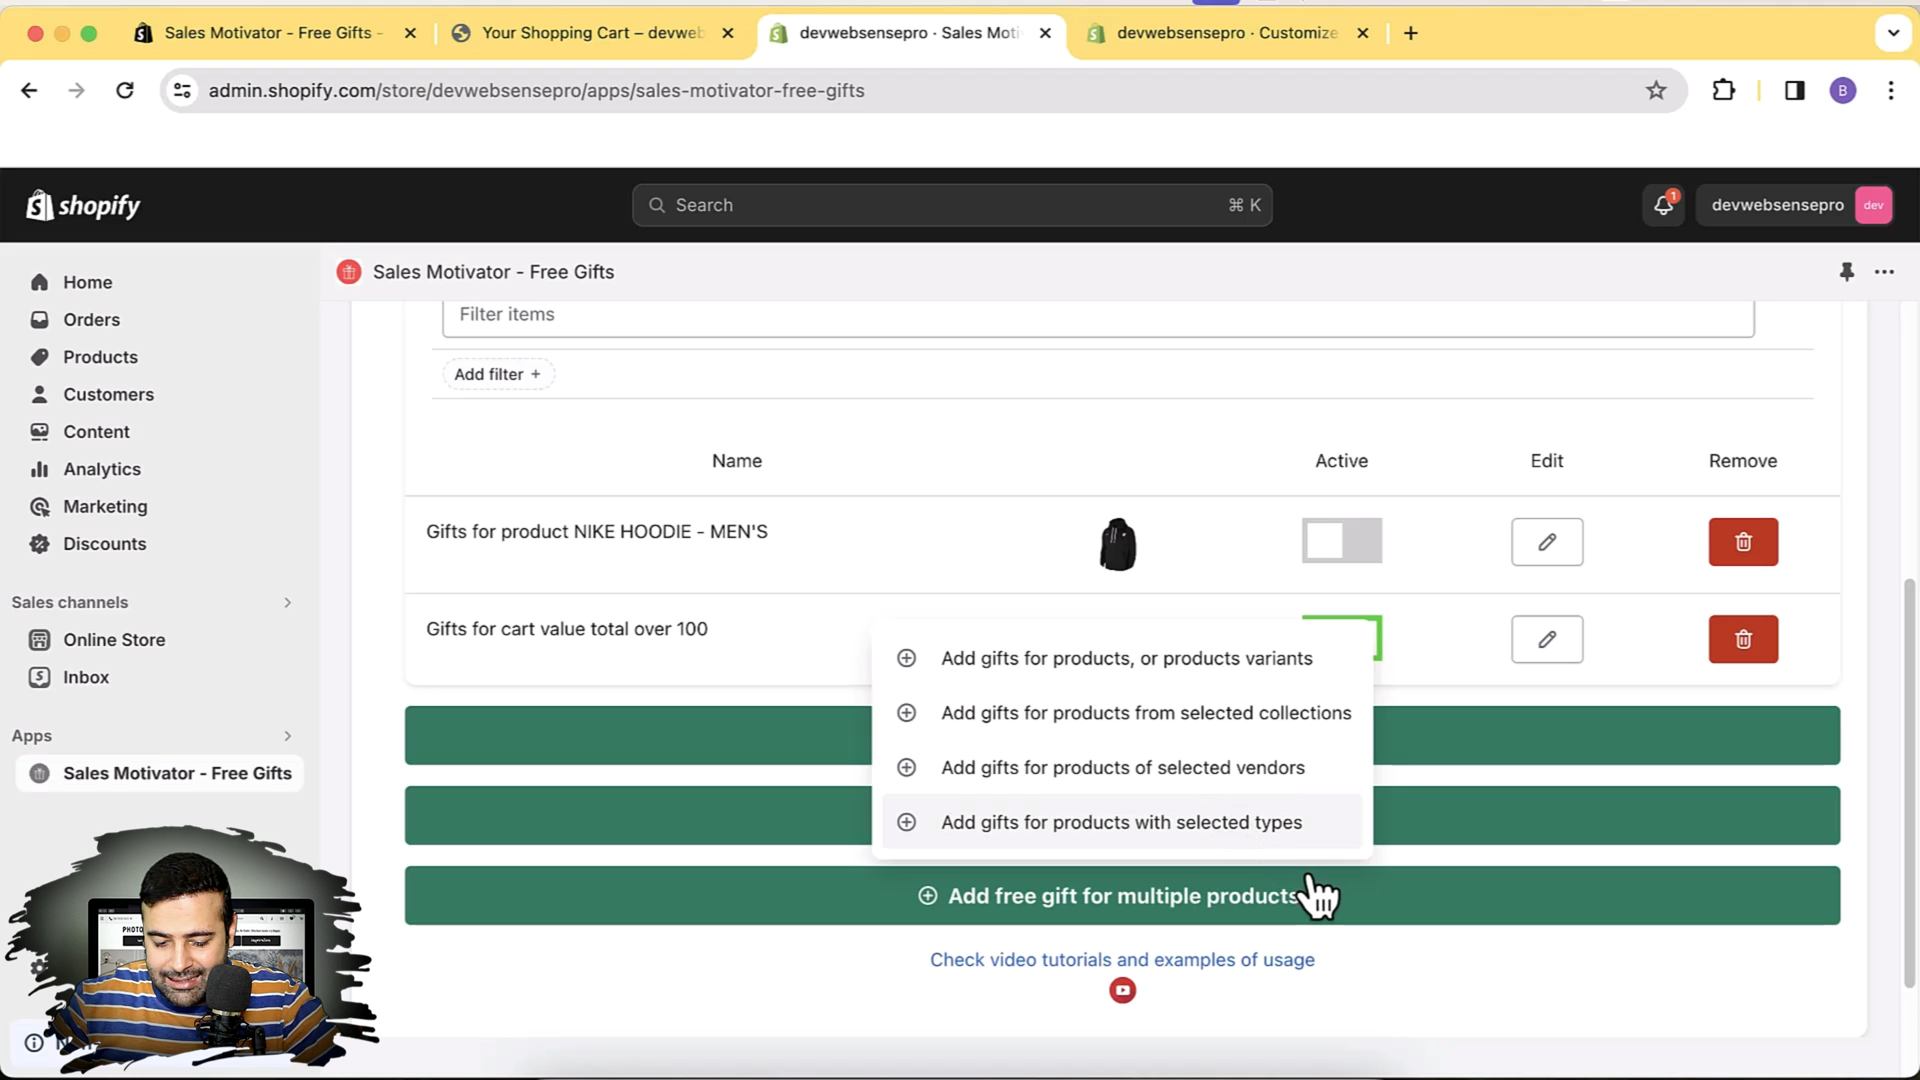 Sales Motivator - Free Gifts -
Your Shopping Cart – devweb
devwebsensepro · Sales Moti
devwebsensepro · Customize
admin.shopify.com/store/devwebsensepro/apps/sales-motivator-free-gifts
B
shopify
Search
⌘ K
1
devwebsensepro
dev
Home
Orders
Products
Customers
Content
Analytics
Marketing
Discounts
Sales channels
Online Store
Inbox
Apps
Sales Motivator - Free Gifts
Sales Motivator - Free Gifts
Filter items
Add filter +
Name
Active
Edit
Remove
Gifts for product NIKE HOODIE - MEN'S
Gifts for cart value total over 100
Add gifts for products, or products variants
Add gifts for products from selected collections
Add gifts for products of selected vendors
Add gifts for products with selected types
Add free gift for multiple products
Check video tutorials and examples of usage